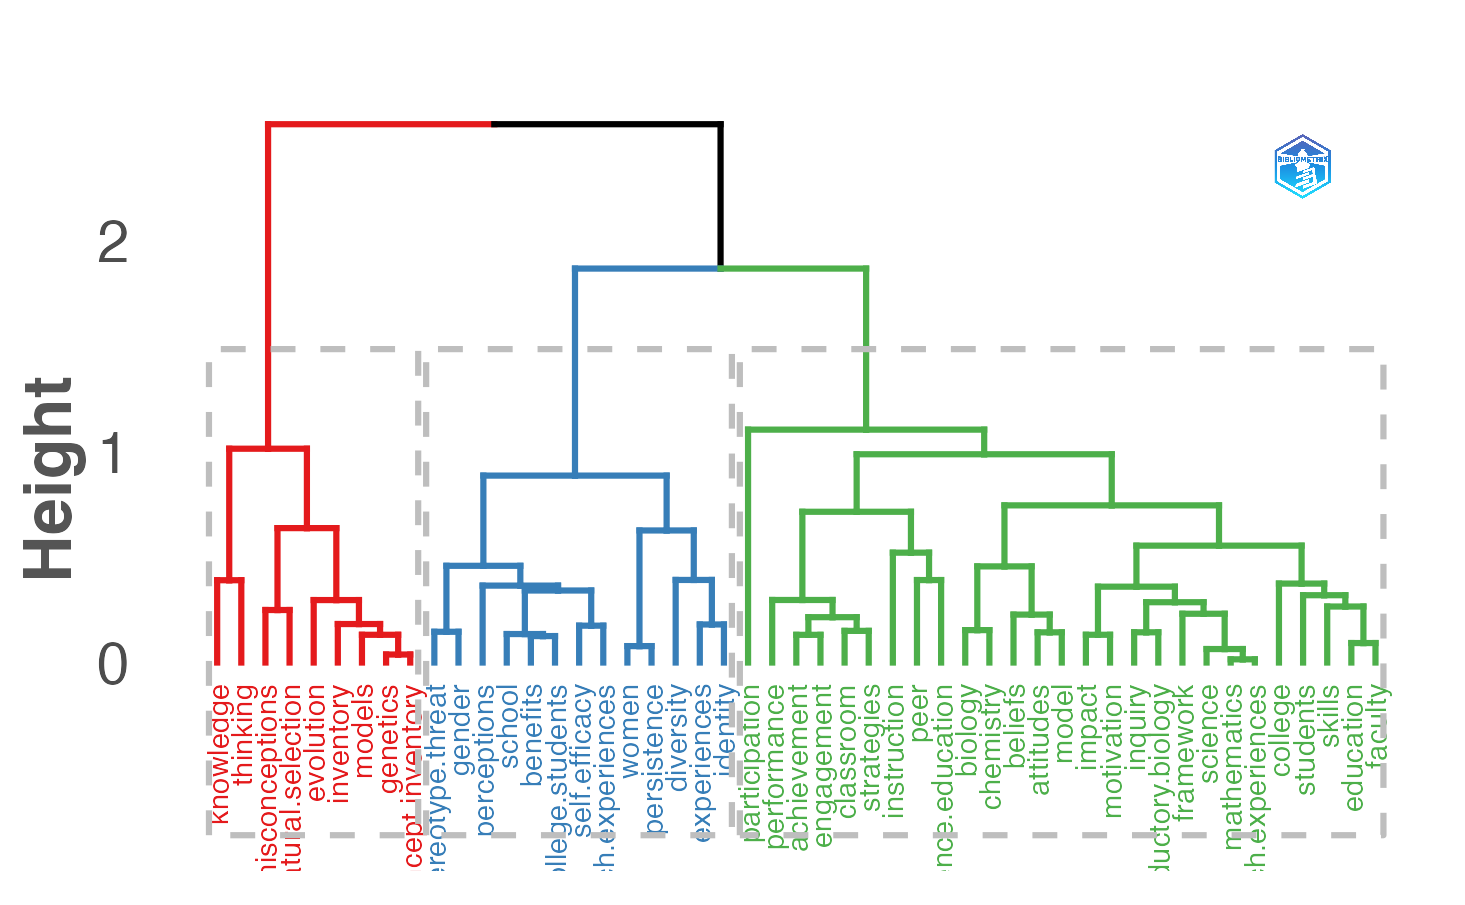 BIBLIOMETRIX
2
1
0
Height
knowledge
thinking
misconceptions
evolution
inventory
models
genetics
gender
perceptions
school
benefits
self.efficacy
women
persistence
diversity
experiences
identity
participation
performance
achievement
engagement
classroom
strategies
instruction
peer
biology
chemistry
beliefs
attitudes
model
impact
motivation
inquiry
framework
science
mathematics
college
students
skills
education
faculty